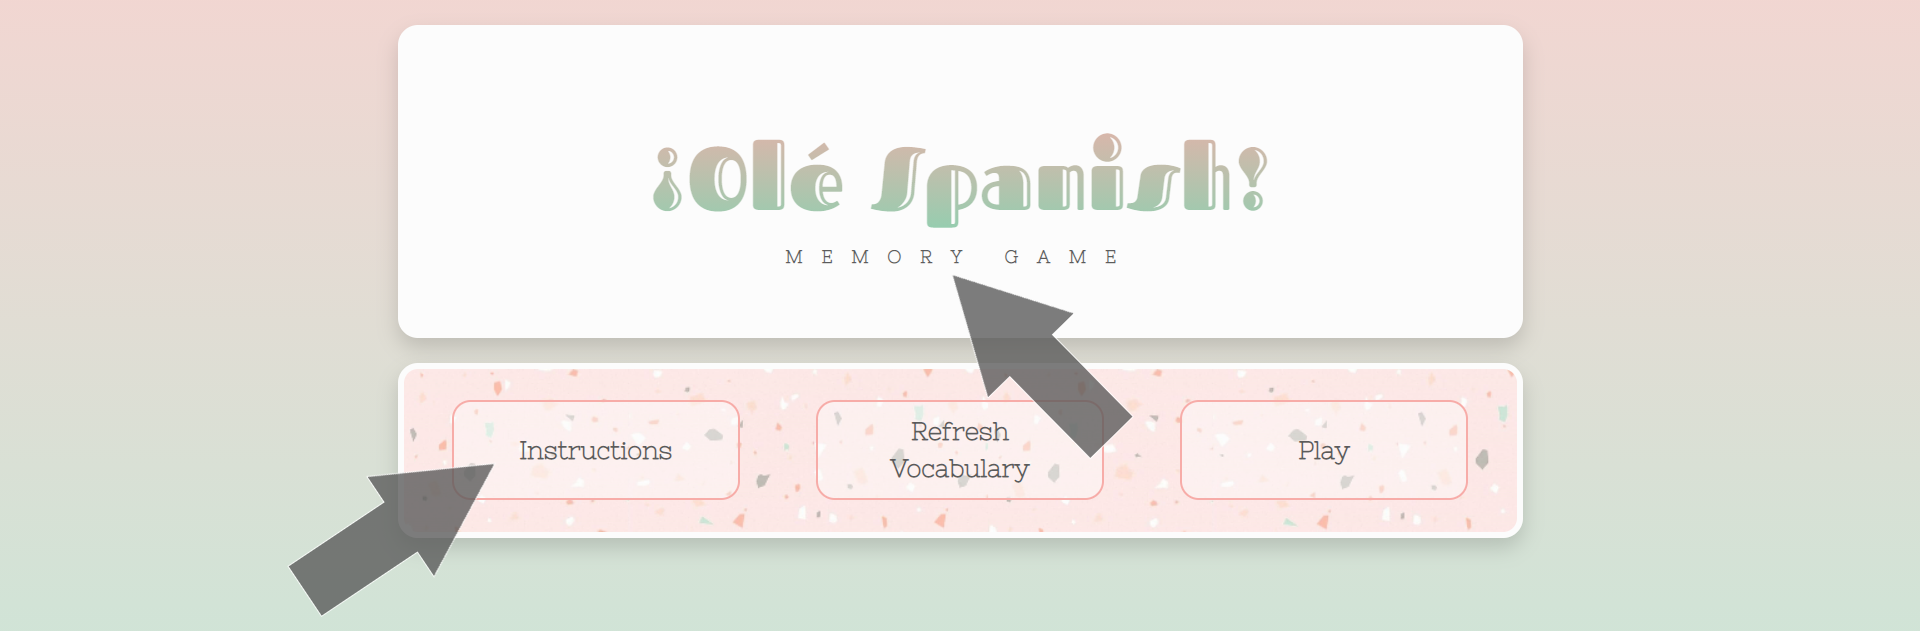 ¡Olé Spanish!
MEMORY GAME
Instructions
Refresh
Vocabulary
Play